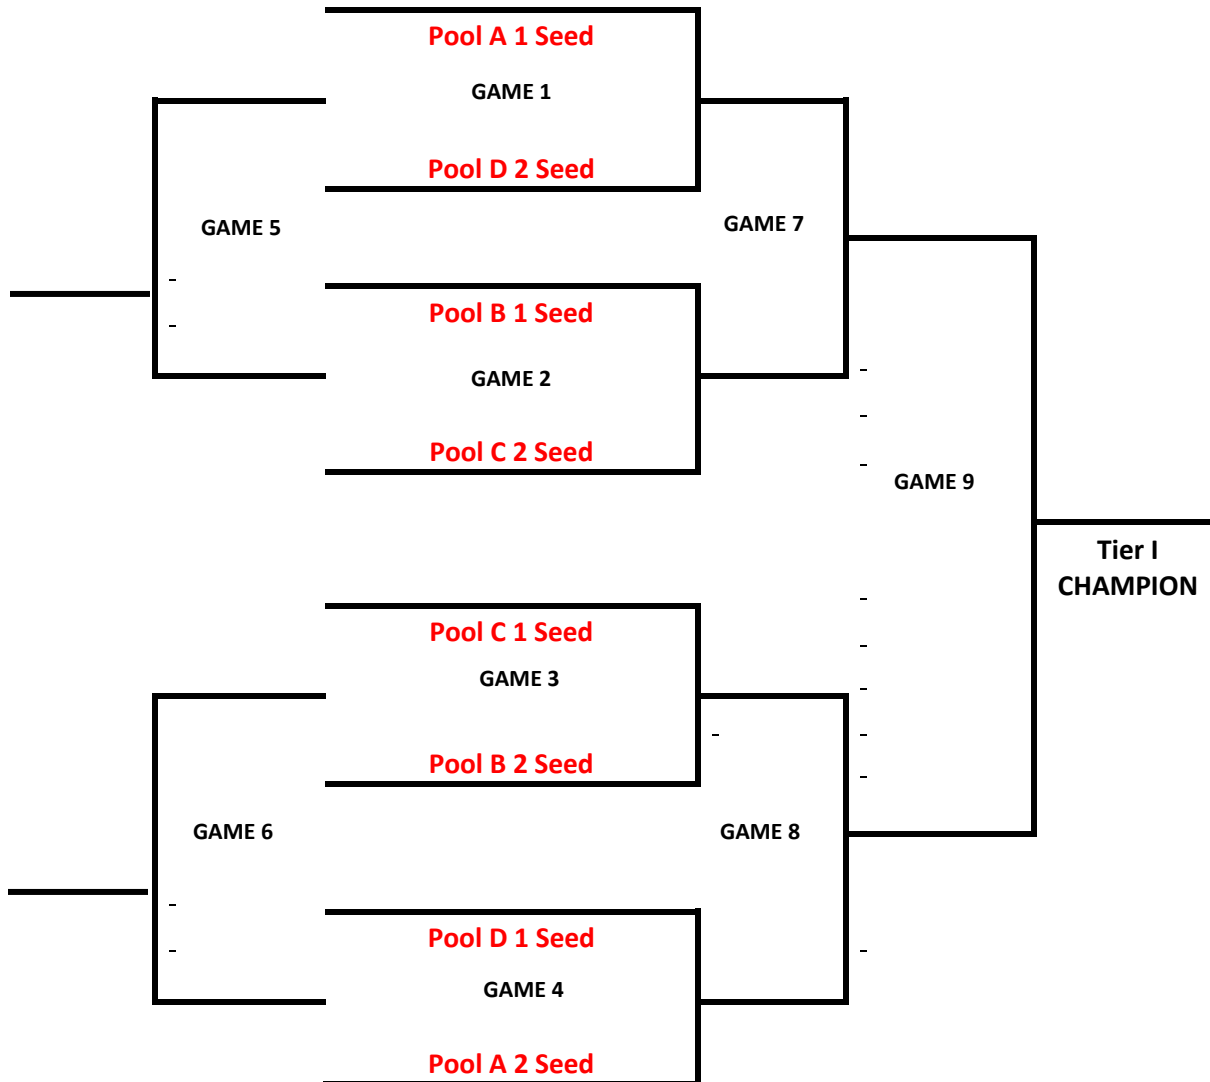 Pool A 1 Seed
GAME 1
Pool D 2 Seed
GAME 5
GAME 7
Pool B 1 Seed
GAME 2
Pool C 2 Seed
GAME 9
Tier I
CHAMPION
Pool C 1 Seed
GAME 3
Pool B 2 Seed
GAME 6
GAME 8
Pool D 1 Seed
GAME 4
Pool A 2 Seed